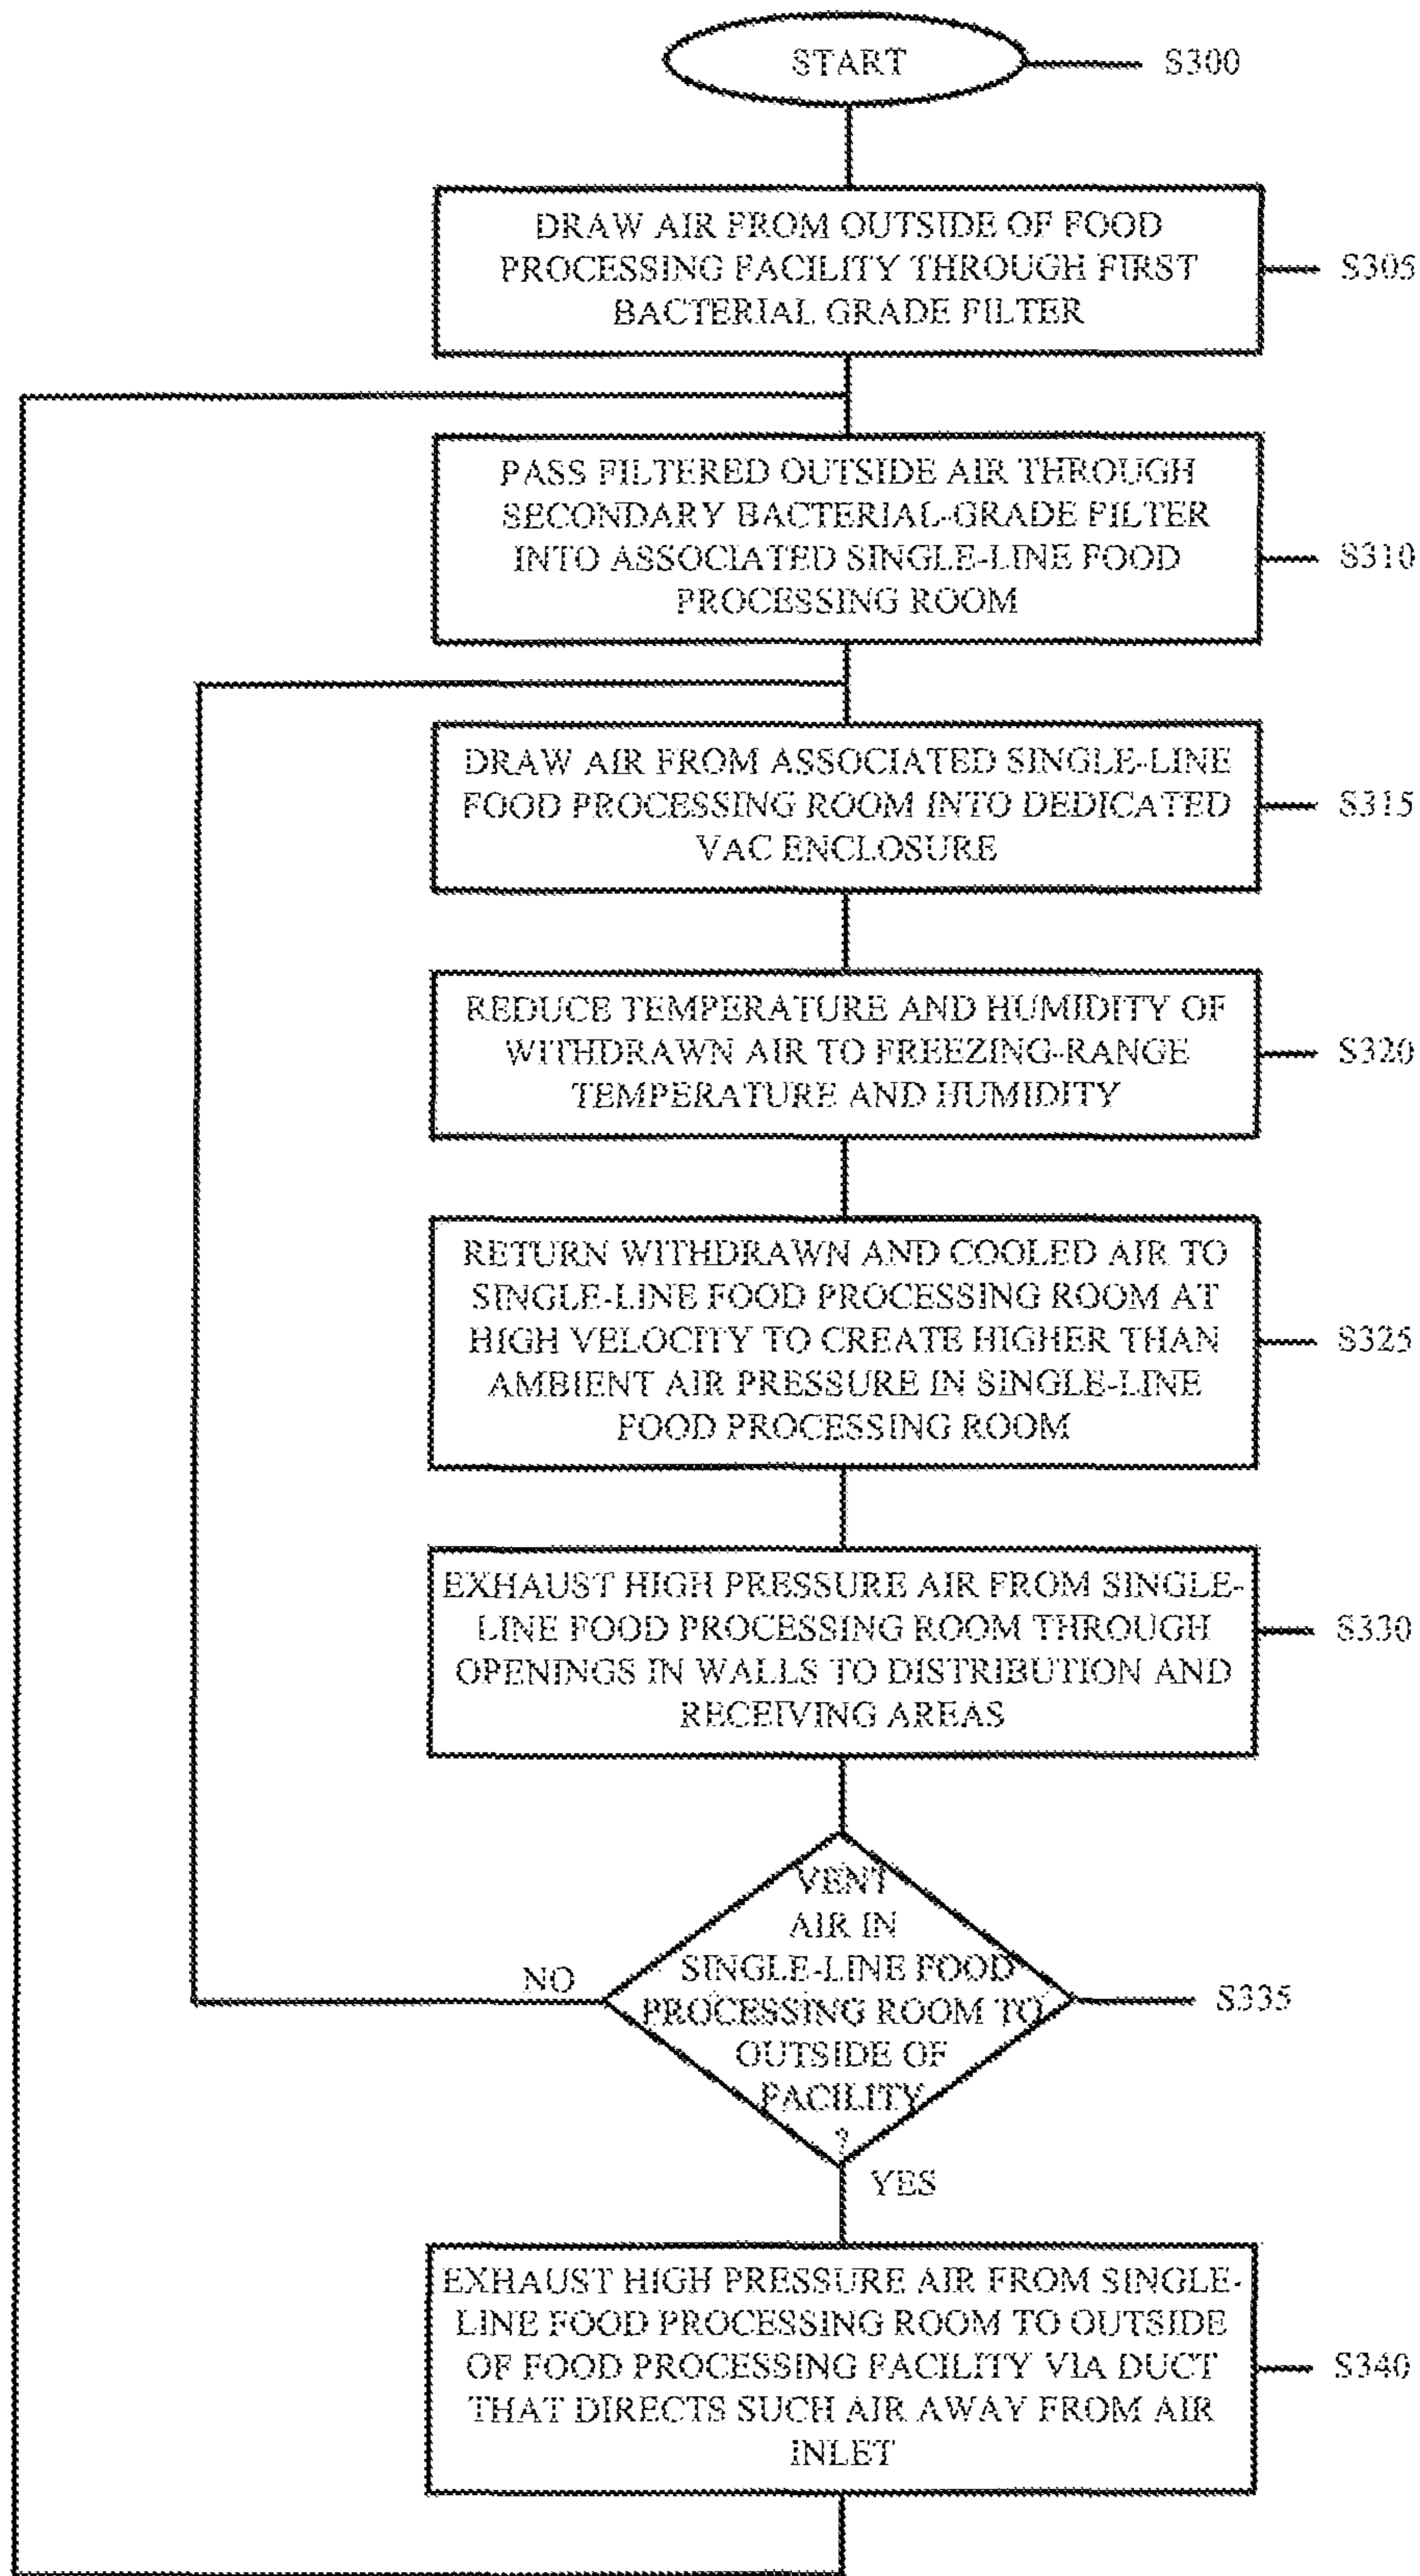 START
S300
DRAW AIR FROM OUTSIDE OF FOOD
PROCESSING FACILITY THROUGH FIRST
BACTERIAL GRADE FILTER
S305
PASS FILTERED OUTSIDE AIR THROUGH
SECONDARY BACTERIAL-GRADE FILTER
INTO ASSOCIATED SINGLE-LINE FOOD
PROCESSING ROOM
S310
DRAW AIR FROM ASSOCIATED SINGLE-LINE
FOOD PROCESSING ROOM INTO DEDICATED
VAC ENCLOSURE
S315
REDUCE TEMPERATURE AND HUMIDITY OF
WITHDRAWN AIR TO FREEZING-RANGE
TEMPERATURE AND HUMIDITY
S320
RETURN WITHDRAWN AND COOLED AIR TO
SINGLE-LINE FOOD PROCESSING ROOM AT
HIGH VELOCITY TO CREATE HIGHER THAN
AMBIENT AIR PRESSURE IN SINGLE-LINE
FOOD PROCESSING ROOM
S325
EXHAUST HIGH PRESSURE AIR FROM SINGLE-
LINE FOOD PROCESSING ROOM THROUGH
OPENINGS IN WALLS TO DISTRIBUTION AND
RECEIVING AREAS
S330
VENT
AIR IN
SINGLE-LINE FOOD
PROCESSING ROOM TO
OUTSIDE OF
FACILITY
?
NO
S335
YES
EXHAUST HIGH PRESSURE AIR FROM SINGLE-
LINE FOOD PROCESSING ROOM TO OUTSIDE
OF FOOD PROCESSING FACILITY VIA DUCT
THAT DIRECTS SUCH AIR AWAY FROM AIR
INLET
S340